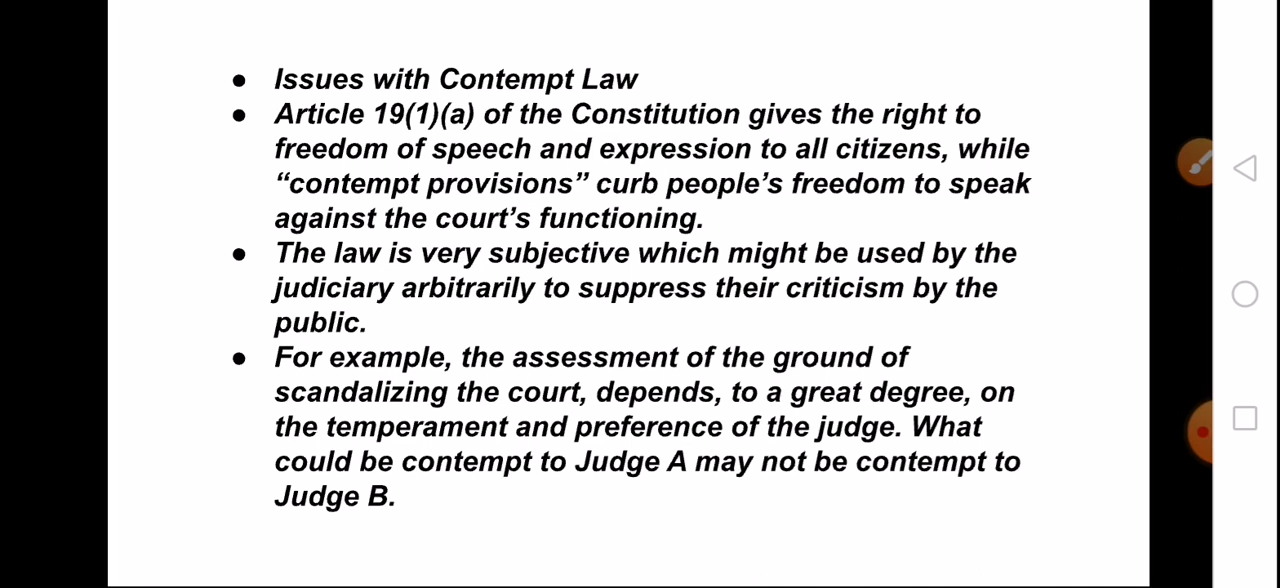 ● Issues with Contempt Law
● Article 19(1)(a) of the Constitution gives the right to
freedom of speech and expression to all citizens, while
“contempt provisions” curb people’s freedom to speak
against the court’s functioning.
● The law is very subjective which might be used by the
judiciary arbitrarily to suppress their criticism by the
public.
● For example, the assessment of the ground of
scandalizing the court, depends, to a great degree, on
the temperament and preference of the judge. What
could be contempt to Judge A may not be contempt to
Judge B.